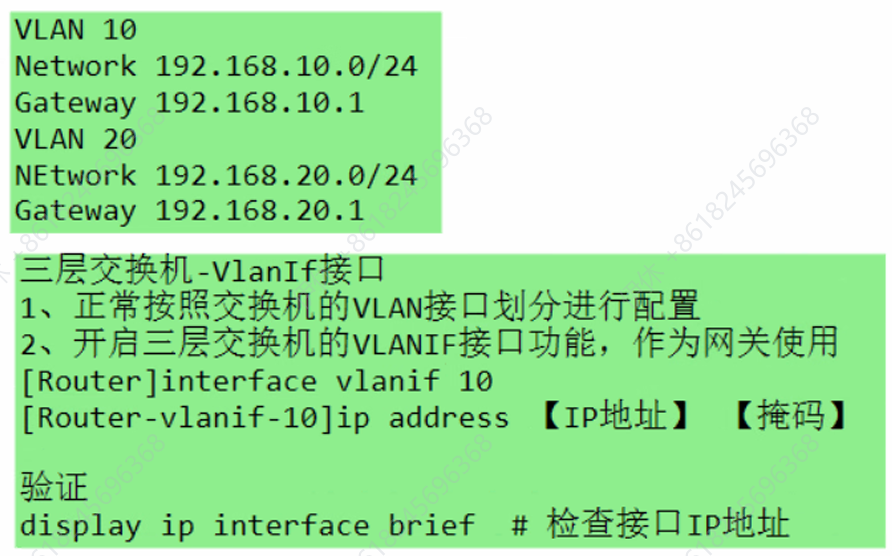 VLAN 10
Network 192.168.10.0/24
Gateway 192.168.10.1
VLAN 20
NEtwork 192.168.20.0/24
Gateway 192.168.20.1
三层交换机-VlanIf接口
1、正常按照交换机的VLAN接口划分进行配置
2、开启三层交换机的VLANIF接口功能，作为网关使用
[Router]interface vlanif 10
[Router-vlanif-10]ip address 【IP地址】 【掩码】
验证
display ip interface brief # 检查接口IP地址
+8618245696368